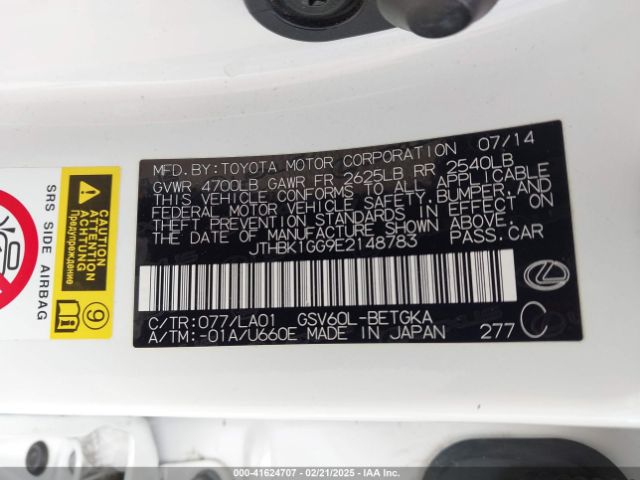 MFD. BY: TOYOTA MOTOR CORPORATION 07/14
GVWR 4700LB GAWR FR 2625LB RR 2540LB
THIS VEHICLE CONFORMS TO ALL APPLICABLE
FEDERAL MOTOR VEHICLE SAFETY, BUMPER, AND
THEFT PREVENTION STANDARDS IN EFFECT ON
THE DATE OF MANUFACTURE SHOWN ABOVE.
JTHBK1GG9E2148783 PASS. CAR
C/TR: 077/LA01 GSV60L-BETGKA
A/TM: -01A/U660E MADE IN JAPAN 277 C
SRS SIDE AIRBAG
CAUTION
ATTENTION
ACHTUNG
Предупреждение
9
000-41624707 - 02/21/2025 - IAA Inc.